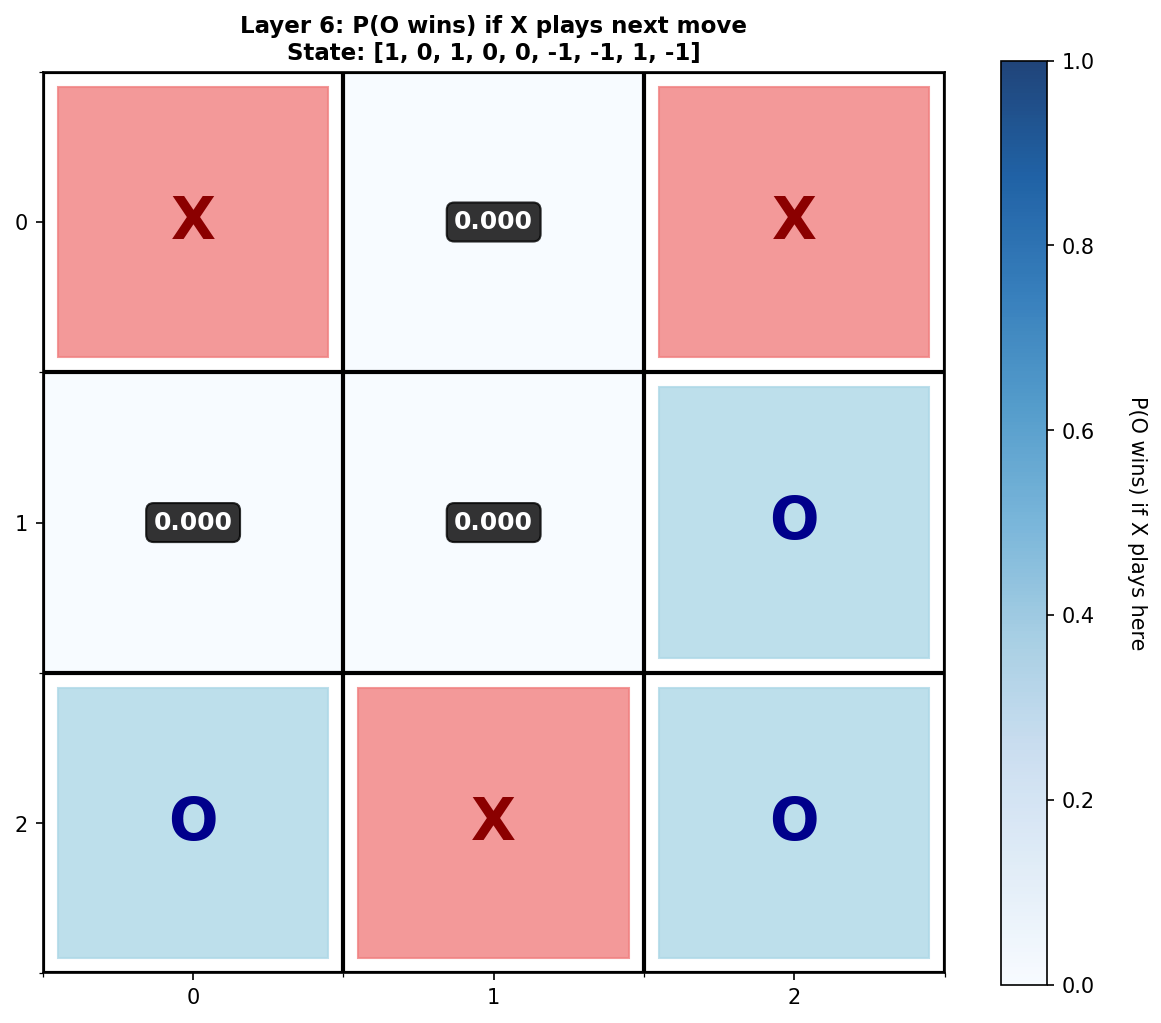 Layer 6: P(O wins) if X plays next move
State: [1, 0, 1, 0, 0, -1, -1, 1, -1]
X
0.000
X
0.000
0.000
O
O
X
O
0
1
2
0
1
2
1.0
0.8
0.6
0.4
0.2
0.0
P(O wins) if X plays here